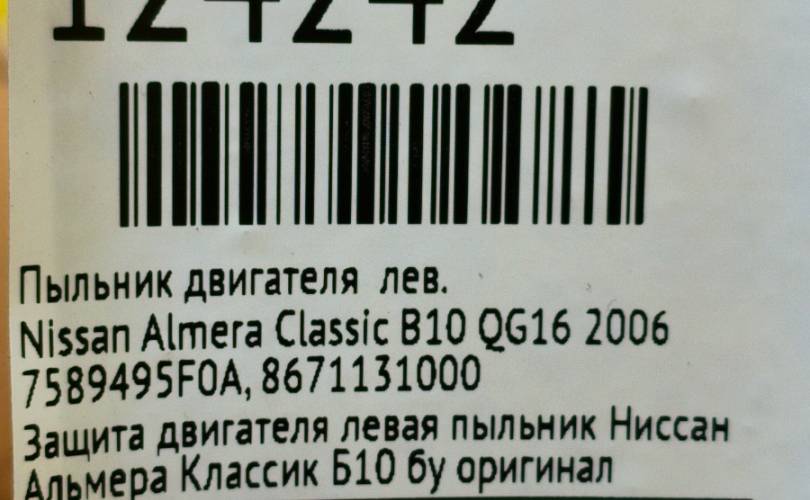 124242
Пыльник двигателя лев.
Nissan Almera Classic B10 QG16 2006
7589495F0A, 8671131000
Защита двигателя левая пыльник Ниссан
Альмера Классик Б10 бу оригинал